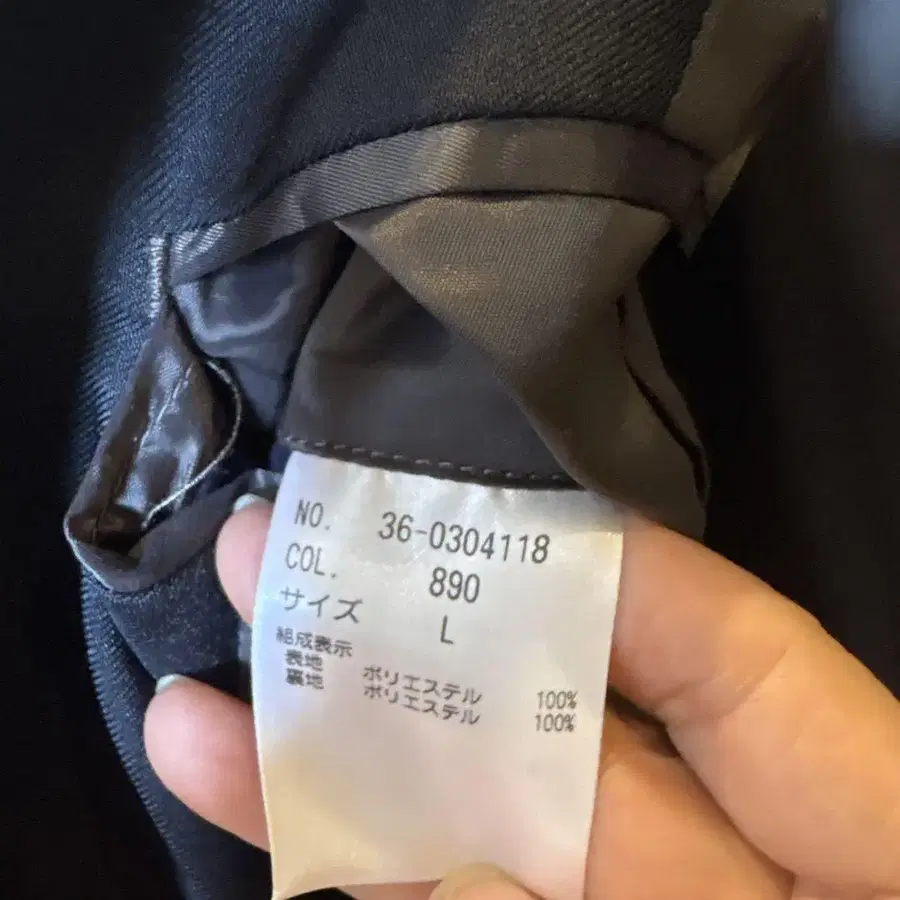 NO. 36-0304118
COL. 890
サイズ L
組成表示
表地 ポリエステル 100%
裏地 ポリエステル 100%